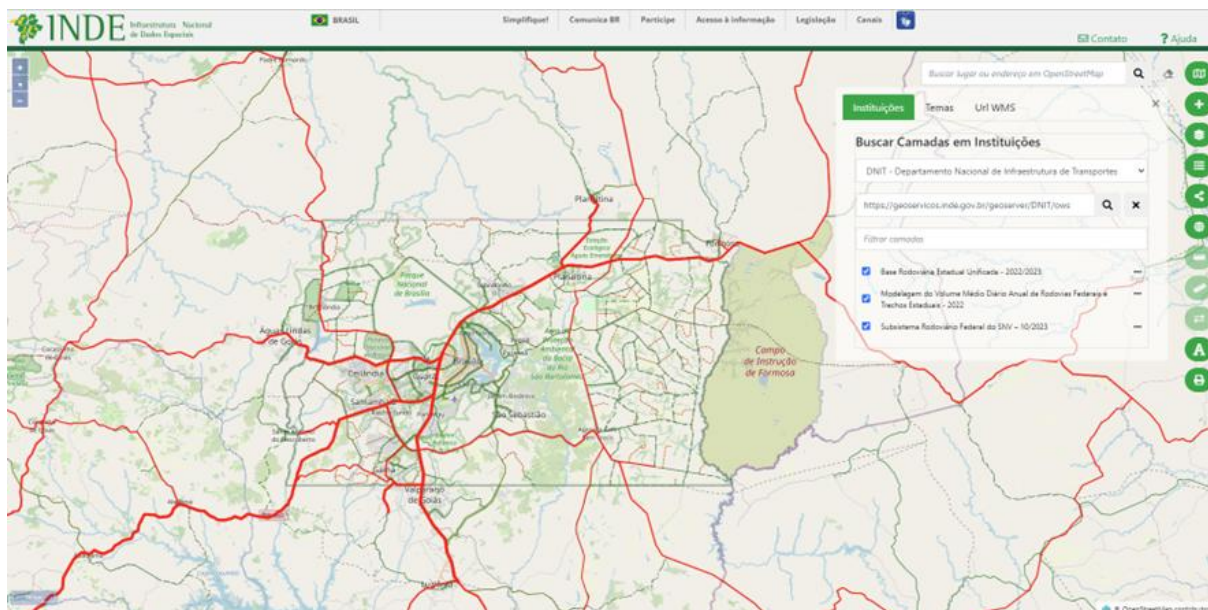 INDE
Infraestrutura Nacional
de Dados Espaciais
BRASIL
Simplifique!
Comunica BR
Participe
Acesso à informação
Legislação
Canais
Contato
? Ajuda
Buscar lugar ou endereço em OpenStreetMap
Instituições
Temas
Url WMS
Buscar Camadas em Instituições
DNIT - Departamento Nacional de Infraestrutura de Transportes
https://geoservicos.inde.gov.br/geoserver/DNIT/ows
Filtrar camadas
Base Rodoviária Estadual Unificada - 2022/2023
Modelagem do Volume Médio Diário Anual de Rodovias Federais e
Trechos Estaduais - 2022
Subsistema Rodoviário Federal do SNV – 10/2023
Planaltina
Formosa
Planaltina
Parque
Nacional
de Brasília
Águas Lindas
de Goiás
Brasília
Ceilândia
Samambaia
São Sebastião
Valparaíso
de Goiás
Luziânia
Campo
de Instrução
de Formosa